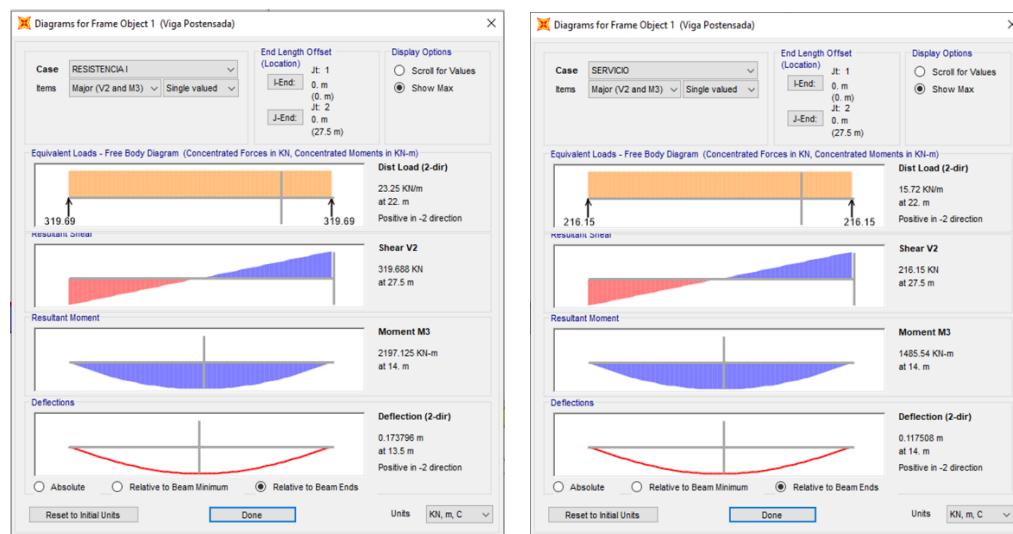 Diagrams for Frame Object 1 (Viga Postensada)
Case RESISTENCIA I
Items Major (V2 and M3) Single valued
End Length Offset
(Location)
Jt: 1
I-End: 0. m
(0. m)
Jt: 2
J-End: 0. m
(27.5 m)
Display Options
Scroll for Values
Show Max
Equivalent Loads - Free Body Diagram (Concentrated Forces in KN, Concentrated Moments in KN-m)
319.69
319.69
Dist Load (2-dir)
23.25 KN/m
at 22. m
Positive in -2 direction
Resultant Shear
Shear V2
319.688 KN
at 27.5 m
Resultant Moment
Moment M3
2197.125 KN-m
at 14. m
Deflections
Deflection (2-dir)
0.173796 m
at 13.5 m
Positive in -2 direction
Absolute Relative to Beam Minimum Relative to Beam Ends
Reset to Initial Units Done Units KN, m, C
Diagrams for Frame Object 1 (Viga Postensada)
Case SERVICIO
Items Major (V2 and M3) Single valued
End Length Offset
(Location)
Jt: 1
I-End: 0. m
(0. m)
Jt: 2
J-End: 0. m
(27.5 m)
Display Options
Scroll for Values
Show Max
Equivalent Loads - Free Body Diagram (Concentrated Forces in KN, Concentrated Moments in KN-m)
216.15
216.15
Dist Load (2-dir)
15.72 KN/m
at 22. m
Positive in -2 direction
Resultant Shear
Shear V2
216.15 KN
at 27.5 m
Resultant Moment
Moment M3
1485.54 KN-m
at 14. m
Deflections
Deflection (2-dir)
0.117508 m
at 14. m
Positive in -2 direction
Absolute Relative to Beam Minimum Relative to Beam Ends
Reset to Initial Units Done Units KN, m, C